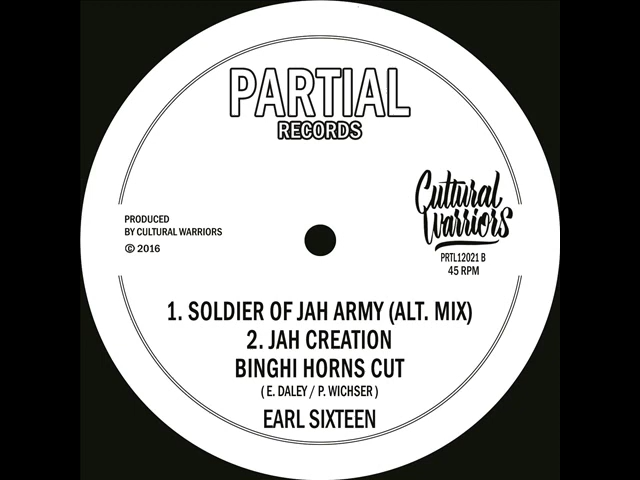 PARTIAL
RECORDS
Cultural
Warriors
PRODUCED
BY CULTURAL WARRIORS
© 2016
PRTL12021 B
45 RPM
1. SOLDIER OF JAH ARMY (ALT. MIX)
2. JAH CREATION
BINGHI HORNS CUT
( E. DALEY / P. WICHSER )
EARL SIXTEEN